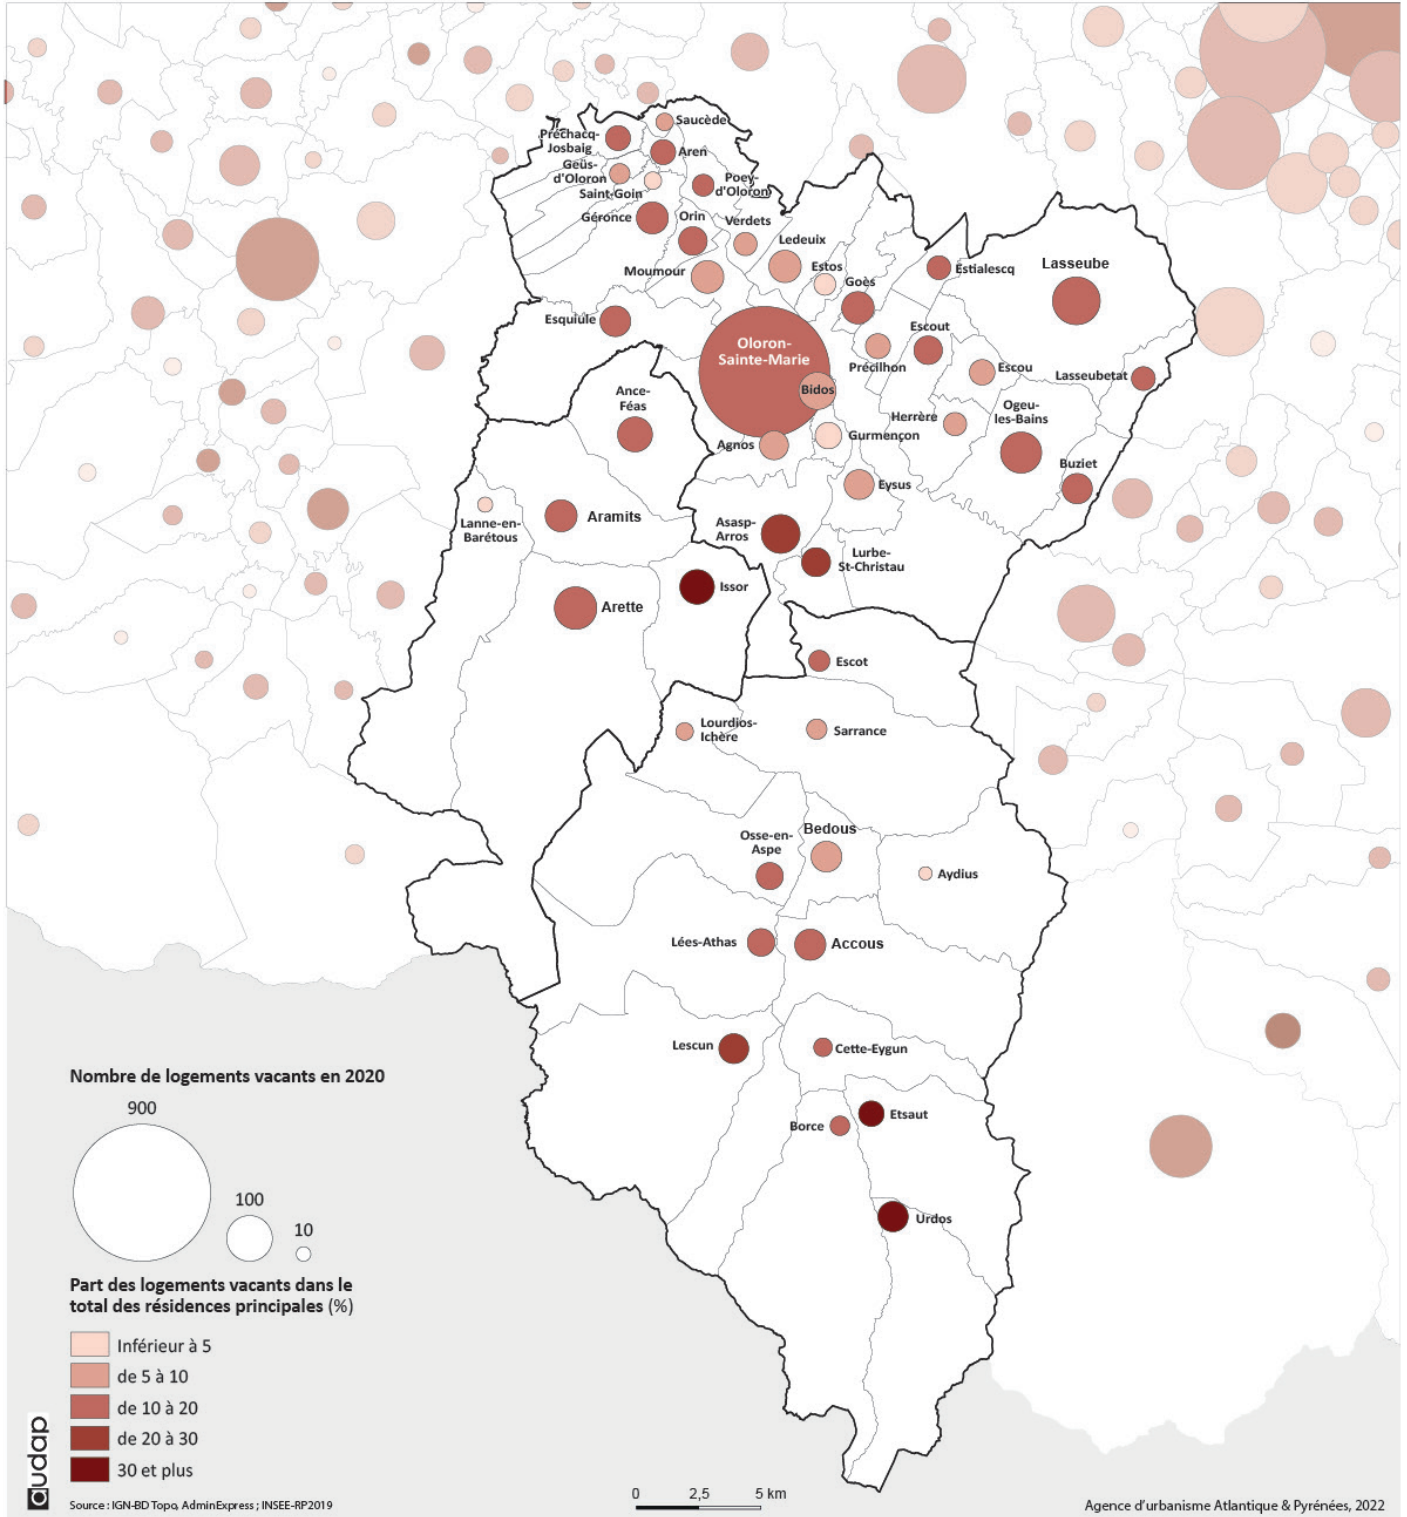 Saucède
Préchacq-
Josbaig
Aren
Geüs-
d'Oloron
Poey-
d'Oloron
Saint-Goin
Géronce
Orin
Verdets
Ledeuix
Moumour
Estos
Goès
Estialescq
Lasseube
Esquiule
Oloron-
Sainte-Marie
Escout
Précilhon
Escou
Lasseubetat
Bidos
Ance-
Féas
Herrère
Ogeu-
les-Bains
Agnos
Gurmençon
Buziet
Eysus
Lanne-en-
Barétous
Aramits
Asasp-
Arros
Lurbe-
St-Christau
Issor
Arette
Escot
Lourdios-
Ichère
Sarrance
Osse-en-
Aspe
Bedous
Aydius
Lées-Athas
Accous
Lescun
Cette-Eygun
Etsaut
Borce
Urdos
Nombre de logements vacants en 2020
900
100
10
Part des logements vacants dans le
total des résidences principales (%)
Inférieur à 5
de 5 à 10
de 10 à 20
de 20 à 30
30 et plus
audap
Source : IGN-BD Topo, AdminExpress ; INSEE-RP2019
0 2,5 5 km
Agence d'urbanisme Atlantique & Pyrénées, 2022